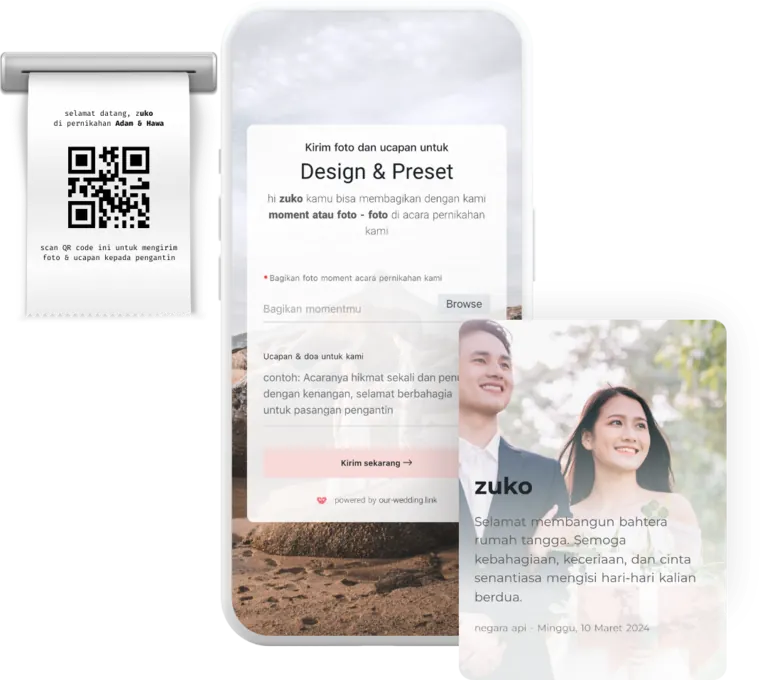 selamat datang, zuko
di pernikahan Adam & Hawa
scan QR code ini untuk mengirim
foto & ucapan kepada pengantin
Kirim foto dan ucapan untuk
Design & Preset
hi zuko kamu bisa membagikan dengan kami
moment atau foto - foto di acara pernikahan
kami
* Bagikan foto moment acara pernikahan kami
Bagikan momentmu
Browse
Ucapan & doa untuk kami
contoh: Acaranya hikmat sekali dan
dengan kenangan, selamat berbahagia
untuk pasangan pengantin
Kirim sekarang →
powered by our-wedding.link
zuko
Selamat membangun bahtera
rumah tangga. Semoga
kebahagiaan, keceriaan, dan cinta
senantiasa mengisi hari-hari kalian
berdua.
negara api - Minggu, 10 Maret 2024